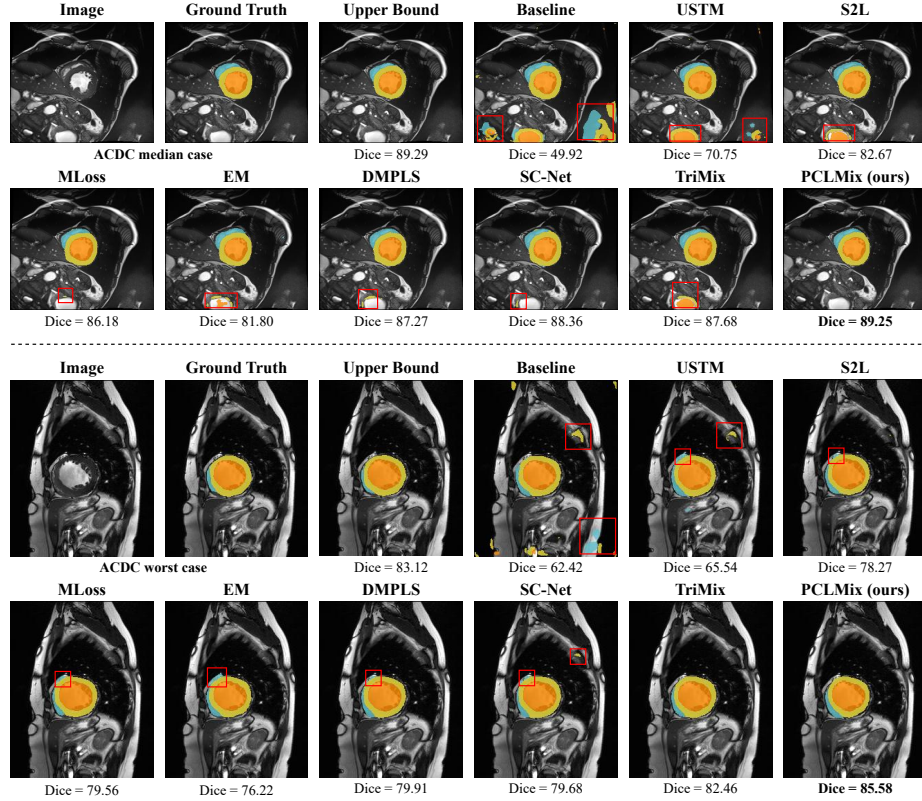 Image Ground Truth Upper Bound Baseline USTM S2L
ACDC median case Dice = 89.29 Dice = 49.92 Dice = 70.75 Dice = 82.67
MLoss EM DMPLS SC-Net TriMix PCLMix (ours)
Dice = 86.18 Dice = 81.80 Dice = 87.27 Dice = 88.36 Dice = 87.68 Dice = 89.25
Image Ground Truth Upper Bound Baseline USTM S2L
ACDC worst case Dice = 83.12 Dice = 62.42 Dice = 65.54 Dice = 78.27
MLoss EM DMPLS SC-Net TriMix PCLMix (ours)
Dice = 79.56 Dice = 76.22 Dice = 79.91 Dice = 79.68 Dice = 82.46 Dice = 85.58